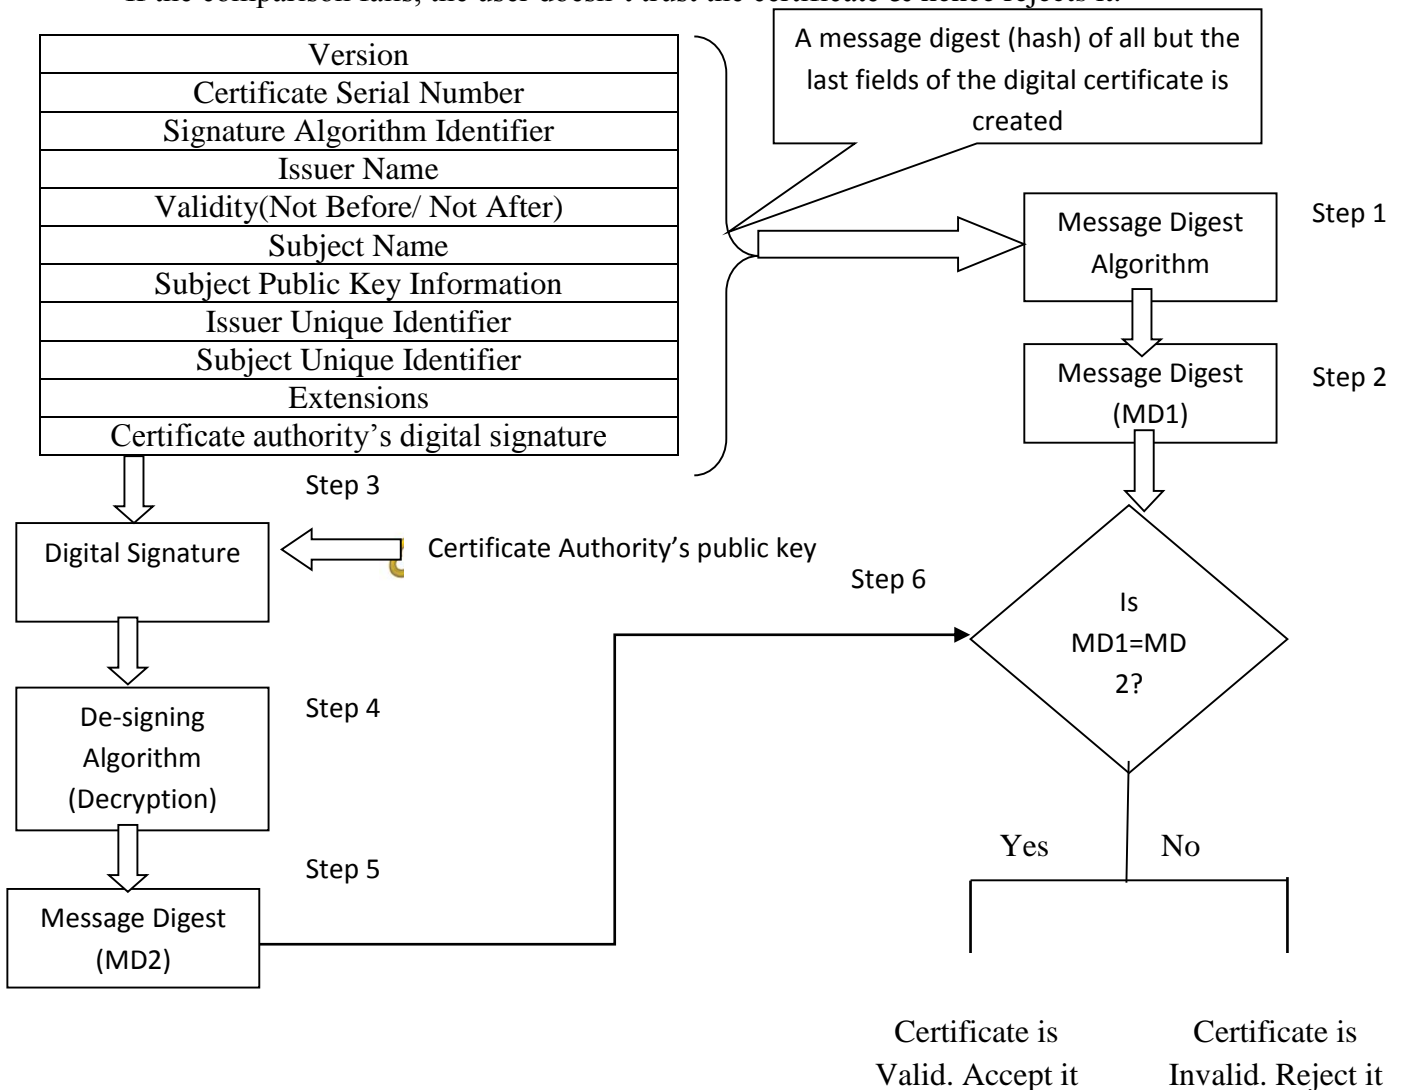 If the comparison fails, the user doesn't trust the certificate & hence rejects it.
A message digest (hash) of all but the
last fields of the digital certificate is
created
Version
Certificate Serial Number
Signature Algorithm Identifier
Issuer Name
Validity(Not Before/ Not After)
Subject Name
Subject Public Key Information
Issuer Unique Identifier
Subject Unique Identifier
Extensions
Certificate authority’s digital signature
Message Digest
Algorithm
Step 1
Message Digest
(MD1)
Step 2
Step 3
Digital Signature
Certificate Authority’s public key
Step 6
Is
MD1=MD
2?
De-signing
Algorithm
(Decryption)
Step 4
Yes
No
Step 5
Message Digest
(MD2)
Certificate is
Valid. Accept it
Certificate is
Invalid. Reject it